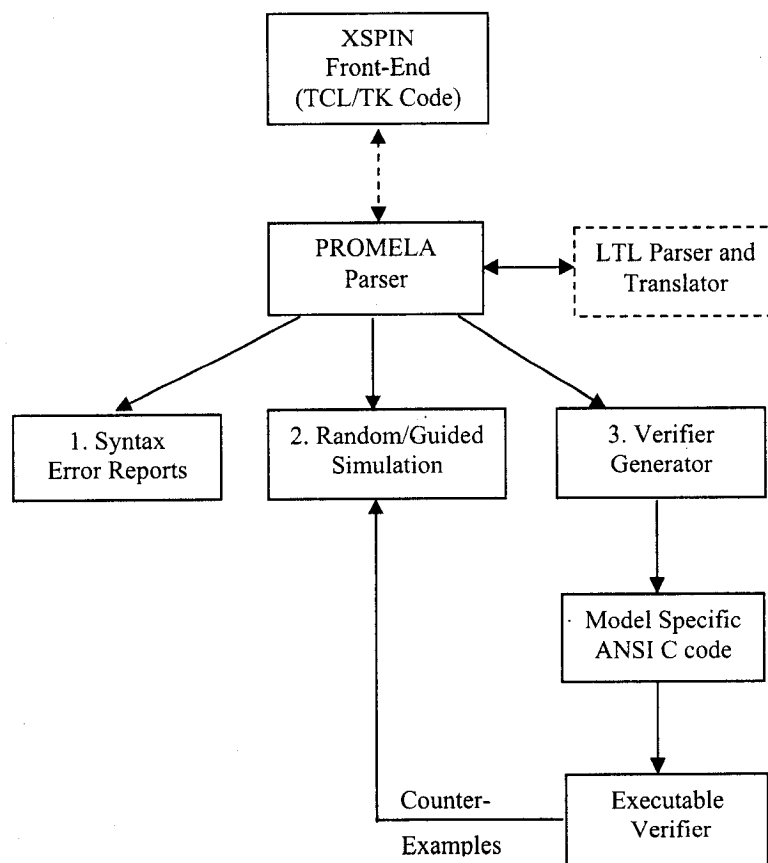 XSPIN
Front-End
(TCL/TK Code)
PROMELA
Parser
LTL Parser and
Translator
1. Syntax
Error Reports
2. Random/Guided
Simulation
3. Verifier
Generator
Model Specific
ANSI C code
Counter-
Examples
Executable
Verifier